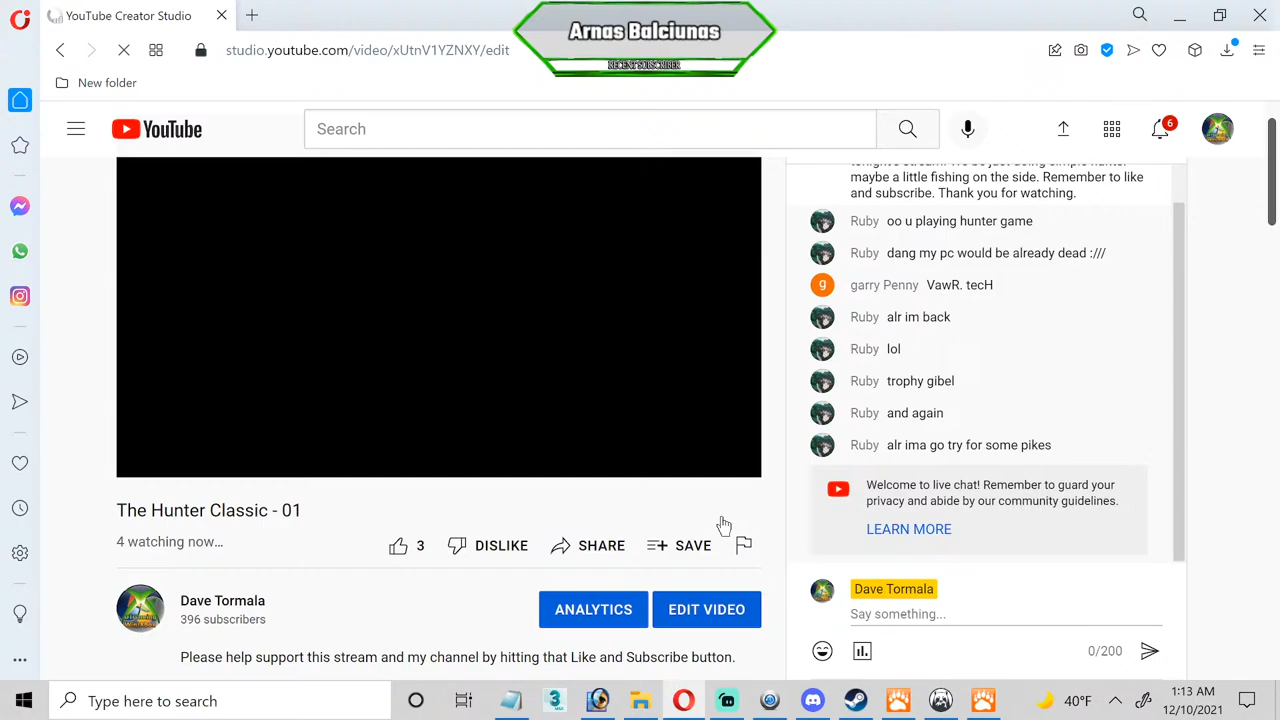 YouTube Creator Studio
Arnas Balciunas
RECENT SUBSCRIBER
studio.youtube.com/video/xUtnV1YZNXY/edit
New folder
YouTube
Search
6
maybe a little fishing on the side. Remember to like
and subscribe. Thank you for watching.
Ruby oo u playing hunter game
Ruby dang my pc would be already dead :///
g garry Penny VawR. tecH
Ruby alr im back
Ruby lol
Ruby trophy gibel
Ruby and again
Ruby alr ima go try for some pikes
Welcome to live chat! Remember to guard your
privacy and abide by our community guidelines.
LEARN MORE
The Hunter Classic - 01
4 watching now...
3 DISLIKE SHARE SAVE
Dave Tormala
396 subscribers
ANALYTICS EDIT VIDEO
Please help support this stream and my channel by hitting that Like and Subscribe button.
Dave Tormala
Say something...
0/200
Type here to search
40°F
1:13 AM
12/10/2021